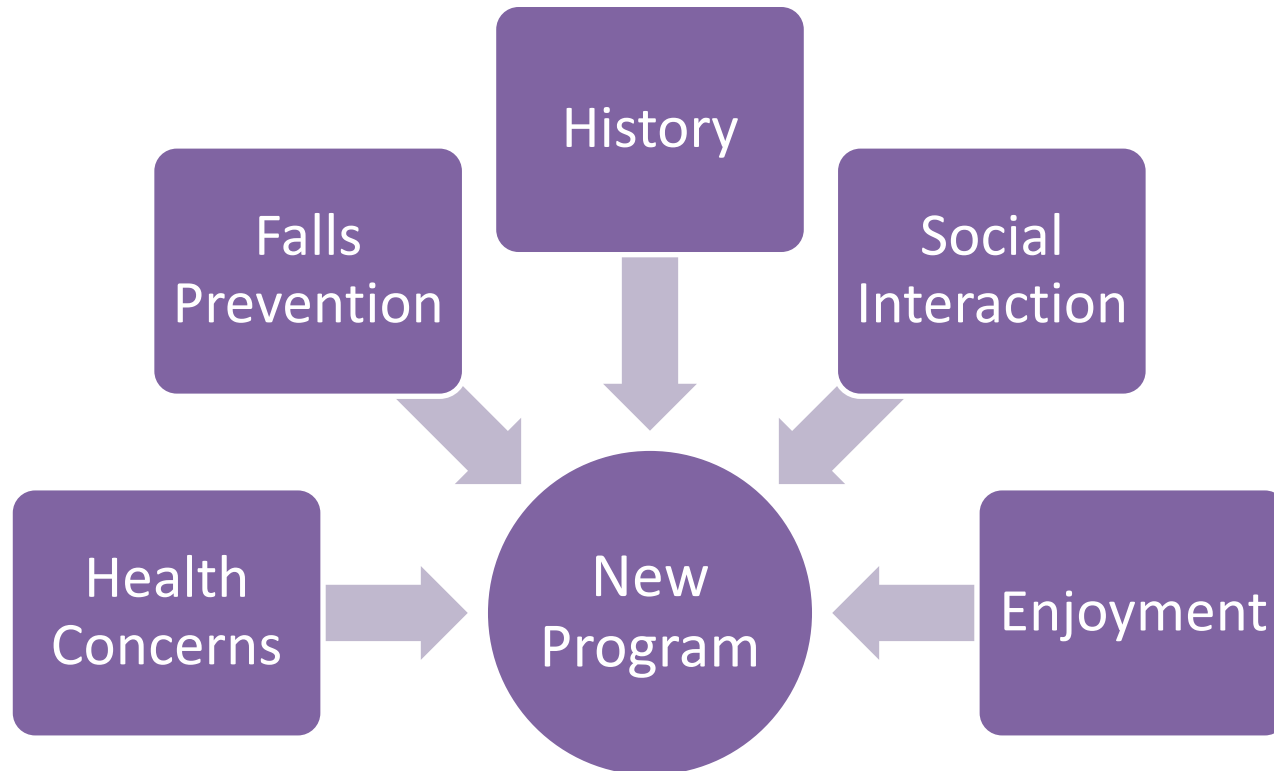 History
Falls
Prevention
Social
Interaction
Health
Concerns
New
Program
Enjoyment